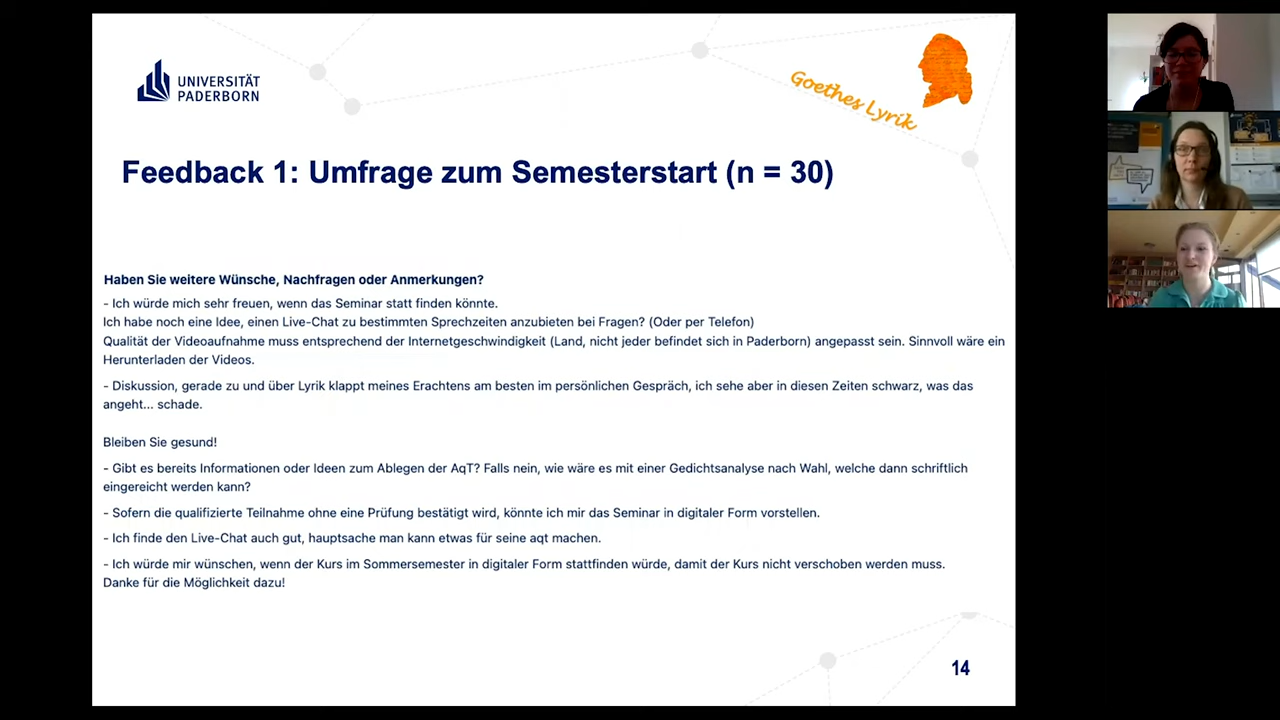 UNIVERSITÄT
PADERBORN
Goethes Lyrik
Feedback 1: Umfrage zum Semesterstart (n = 30)
Haben Sie weitere Wünsche, Nachfragen oder Anmerkungen?
- Ich würde mich sehr freuen, wenn das Seminar statt finden könnte.
Ich habe noch eine Idee, einen Live-Chat zu bestimmten Sprechzeiten anzubieten bei Fragen? (Oder per Telefon)
Qualität der Videoaufnahme muss entsprechend der Internetgeschwindigkeit (Land, nicht jeder befindet sich in Paderborn) angepasst sein. Sinnvoll wäre ein
Herunterladen der Videos.
- Diskussion, gerade zu und über Lyrik klappt meines Erachtens am besten im persönlichen Gespräch, ich sehe aber in diesen Zeiten schwarz, was das
angeht... schade.
Bleiben Sie gesund!
- Gibt es bereits Informationen oder Ideen zum Ablegen der AqT? Falls nein, wie wäre es mit einer Gedichtsanalyse nach Wahl, welche dann schriftlich
eingereicht werden kann?
- Sofern die qualifizierte Teilnahme ohne eine Prüfung bestätigt wird, könnte ich mir das Seminar in digitaler Form vorstellen.
- Ich finde den Live-Chat auch gut, hauptsache man kann etwas für seine aqt machen.
- Ich würde mir wünschen, wenn der Kurs im Sommersemester in digitaler Form stattfinden würde, damit der Kurs nicht verschoben werden muss.
Danke für die Möglichkeit dazu!
14